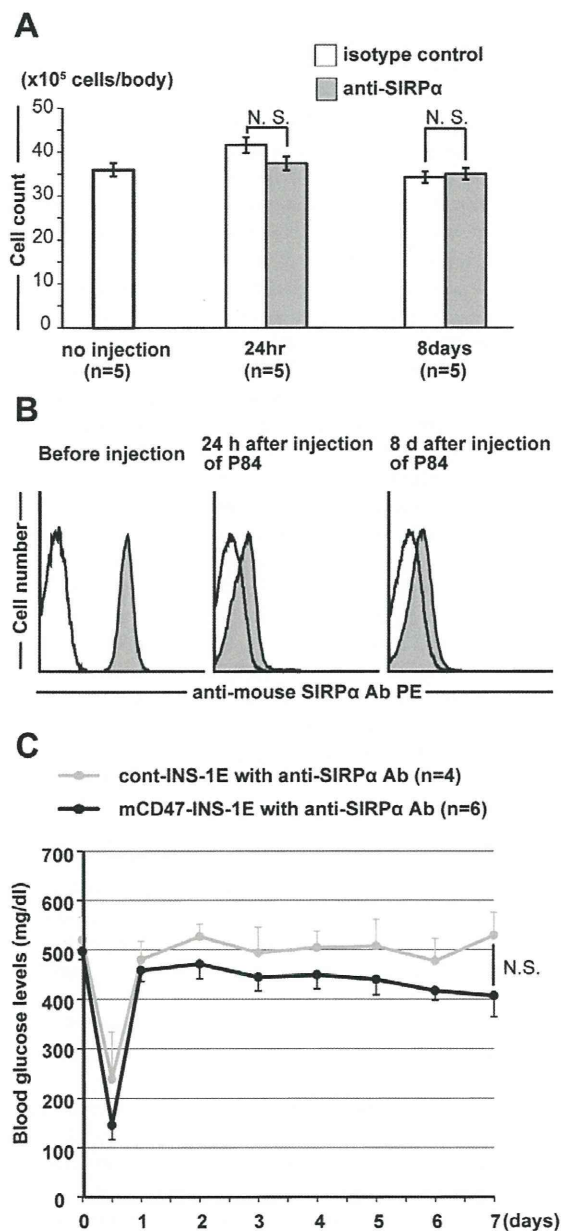 A
isotype control
(x10⁵ cells/body)
anti-SIRPα
50
40
30
20
10
0
Cell count
N. S.
N. S.
no injection
(n=5)
24hr
(n=5)
8days
(n=5)
B
Before injection
24 h after injection
of P84
8 d after injection
of P84
Cell number
anti-mouse SIRPα Ab PE
C
cont-INS-1E with anti-SIRPα Ab (n=4)
mCD47-INS-1E with anti-SIRPα Ab (n=6)
700
600
500
400
300
200
100
0
Blood glucose levels (mg/dl)
N.S.
0 1 2 3 4 5 6 7 (days)